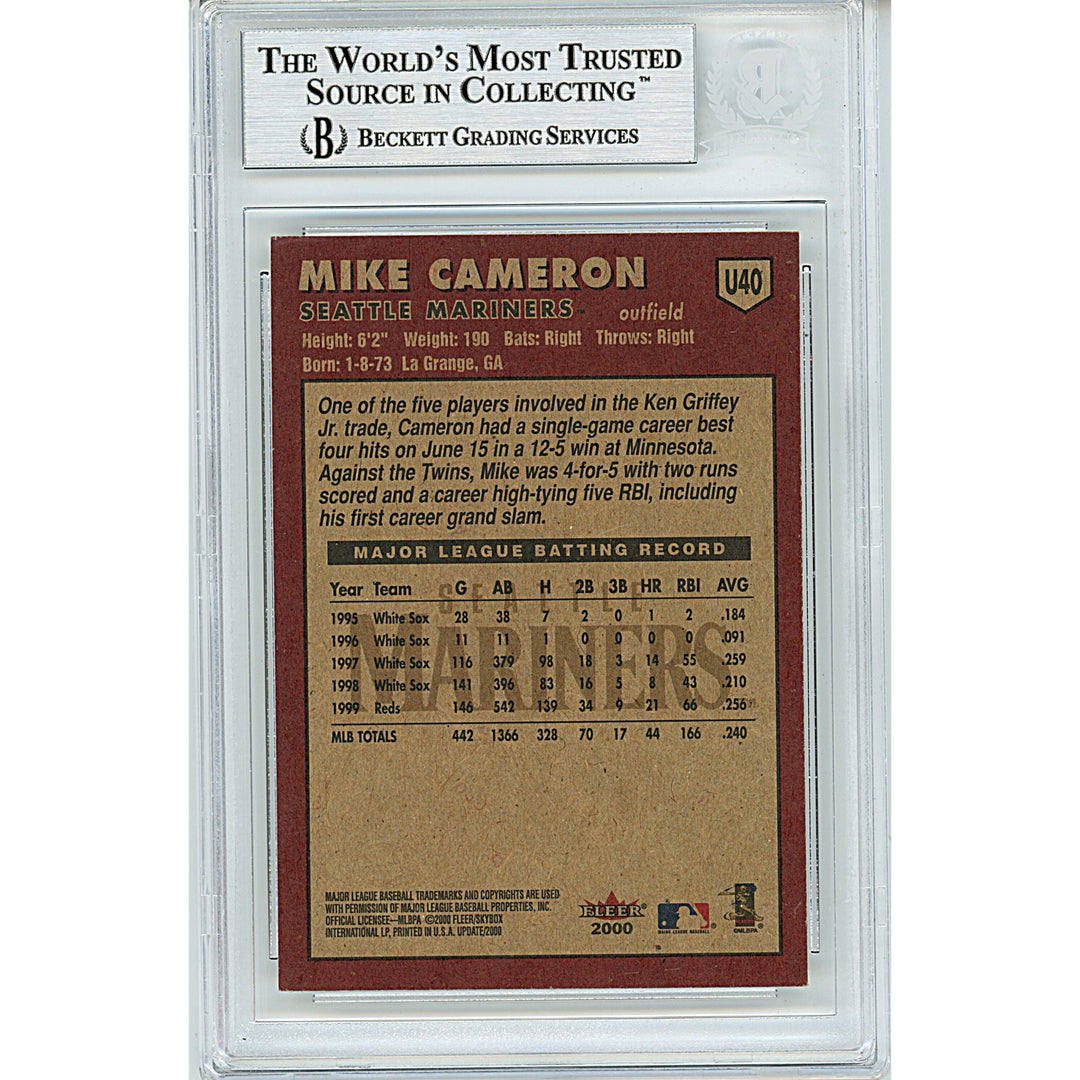 THE WORLD'S MOST TRUSTED
SOURCE IN COLLECTING™
B BECKETT GRADING SERVICES
MIKE CAMERON
U40
SEATTLE MARINERS™ outfield
Height: 6'2" Weight: 190 Bats: Right Throws: Right
Born: 1-8-73 La Grange, GA
One of the five players involved in the Ken Griffey
Jr. trade, Cameron had a single-game career best
four hits on June 15 in a 12-5 win at Minnesota.
Against the Twins, Mike was 4-for-5 with two runs
scored and a career high-tying five RBI, including
his first career grand slam.
MAJOR LEAGUE BATTING RECORD
Year Team G AB H 2B 3B HR RBI AVG
SEATTLE
1995 White Sox 28 38 7 2 0 1 2 .184
1996 White Sox 11 11 1 0 0 0 0 .091
MARINERS
1997 White Sox 116 379 98 18 3 14 55 .259
1998 White Sox 141 396 83 16 5 8 43 .210
1999 Reds 146 542 139 34 9 21 66 .256
MLB TOTALS 442 1366 328 70 17 44 166 .240
MAJOR LEAGUE BASEBALL TRADEMARKS AND COPYRIGHTS ARE USED
WITH PERMISSION OF MAJOR LEAGUE BASEBALL PROPERTIES, INC.
OFFICIAL LICENSEE—MLBPA ©2000 FLEER/SKYBOX
INTERNATIONAL LP, PRINTED IN U.S.A. UPDATE/2000
FLEER®
2000
MAJOR LEAGUE BASEBALL®
©MLBPA